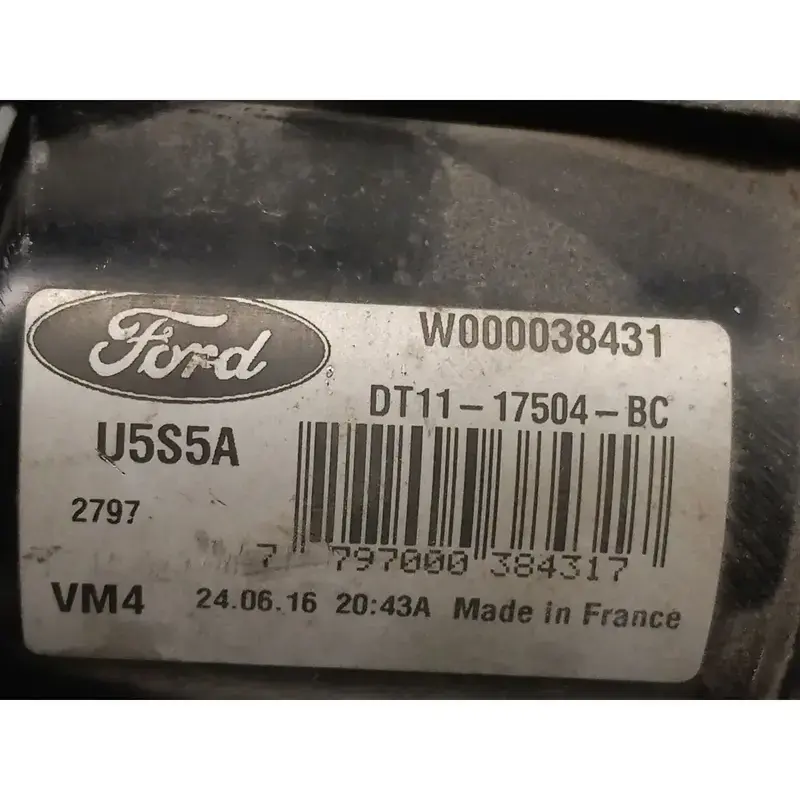 Ford
W000038431
DT11-17504-BC
U5S5A
2797
7 797000 384317
VM4 24.06.16 20:43A Made in France